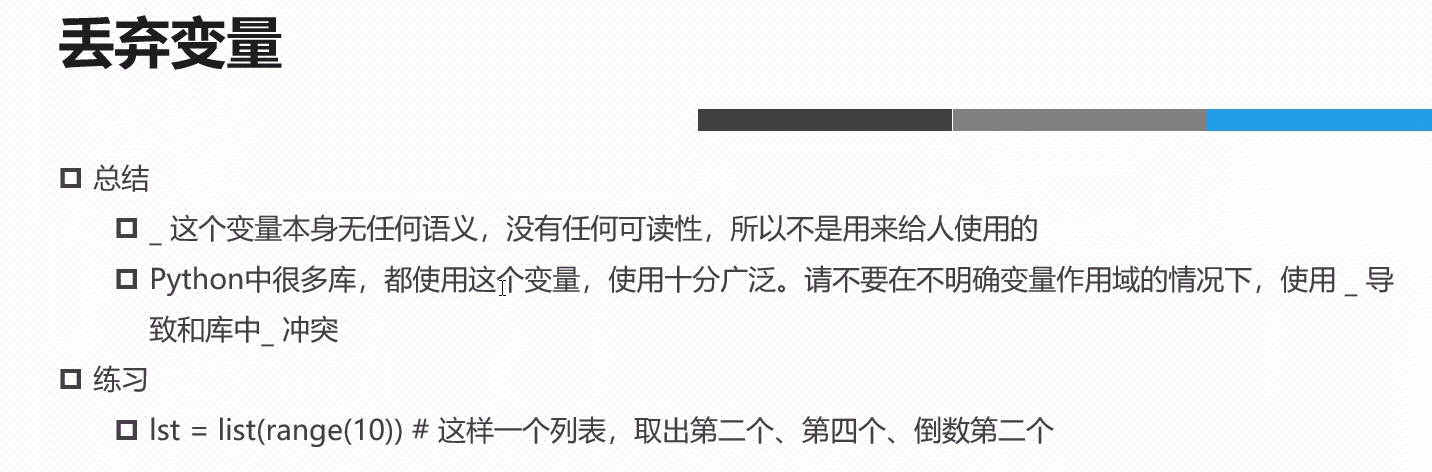 丢弃变量
总结
_ 这个变量本身无任何语义，没有任何可读性，所以不是用来给人使用的
Python中很多库，都使用这个变量，使用十分广泛。请不要在不明确变量作用域的情况下，使用 _ 导
致和库中_ 冲突
练习
lst = list(range(10)) # 这样一个列表，取出第二个、第四个、倒数第二个